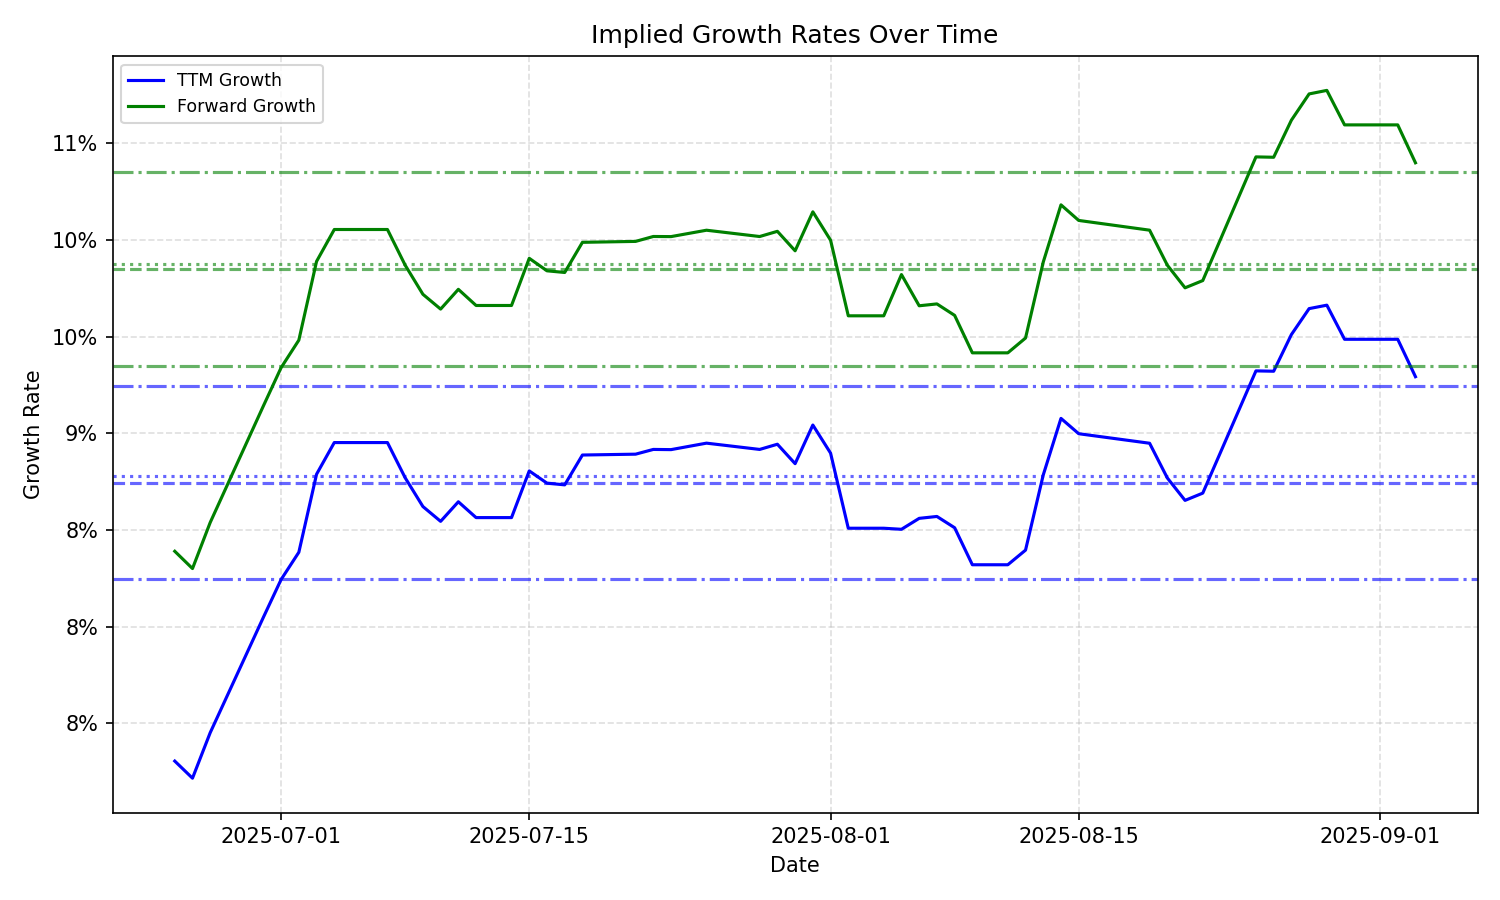 Implied Growth Rates Over Time
TTM Growth
Forward Growth
11%
10%
10%
9%
8%
8%
8%
Growth Rate
2025-07-01
2025-07-15
2025-08-01
2025-08-15
2025-09-01
Date